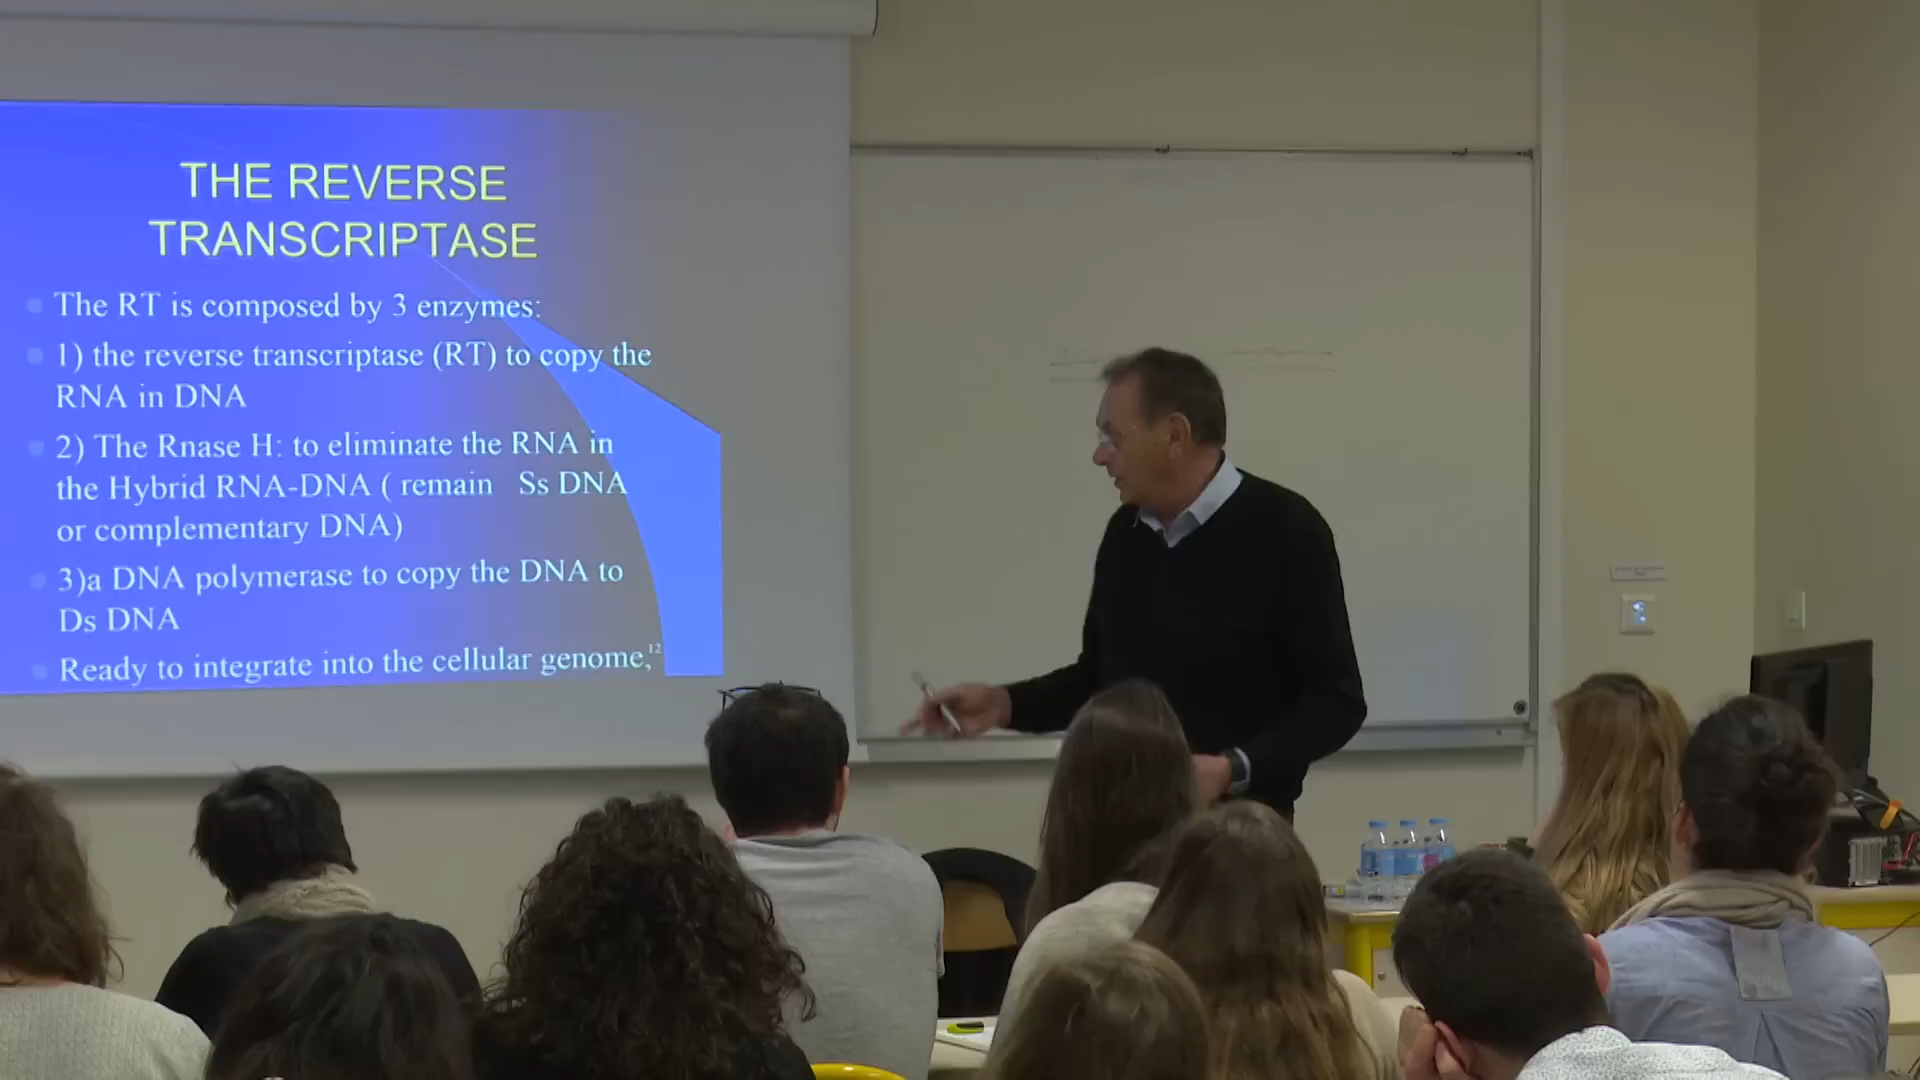 THE REVERSE
TRANSCRIPTASE
The RT is composed by 3 enzymes:
1) the reverse transcriptase (RT) to copy the
RNA in DNA
2) The Rnase H: to eliminate the RNA in
the Hybrid RNA-DNA ( remain Ss DNA
or complementary DNA)
3)a DNA polymerase to copy the DNA to
Ds DNA
Ready to integrate into the cellular genome,
12